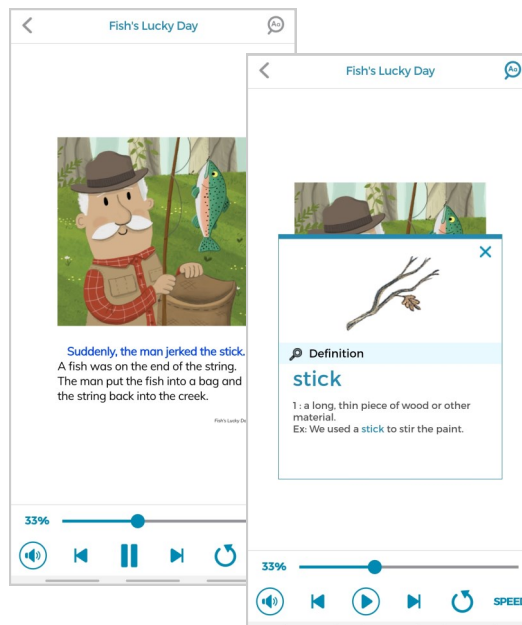 Fish's Lucky Day
Aa
Suddenly, the man jerked the stick.
A fish was on the end of the string.
The man put the fish into a bag and
the string back into the creek.
Fish's Lucky
33%
Fish's Lucky Day
Aa
Definition
stick
1 : a long, thin piece of wood or other
material.
Ex: We used a stick to stir the paint.
33%